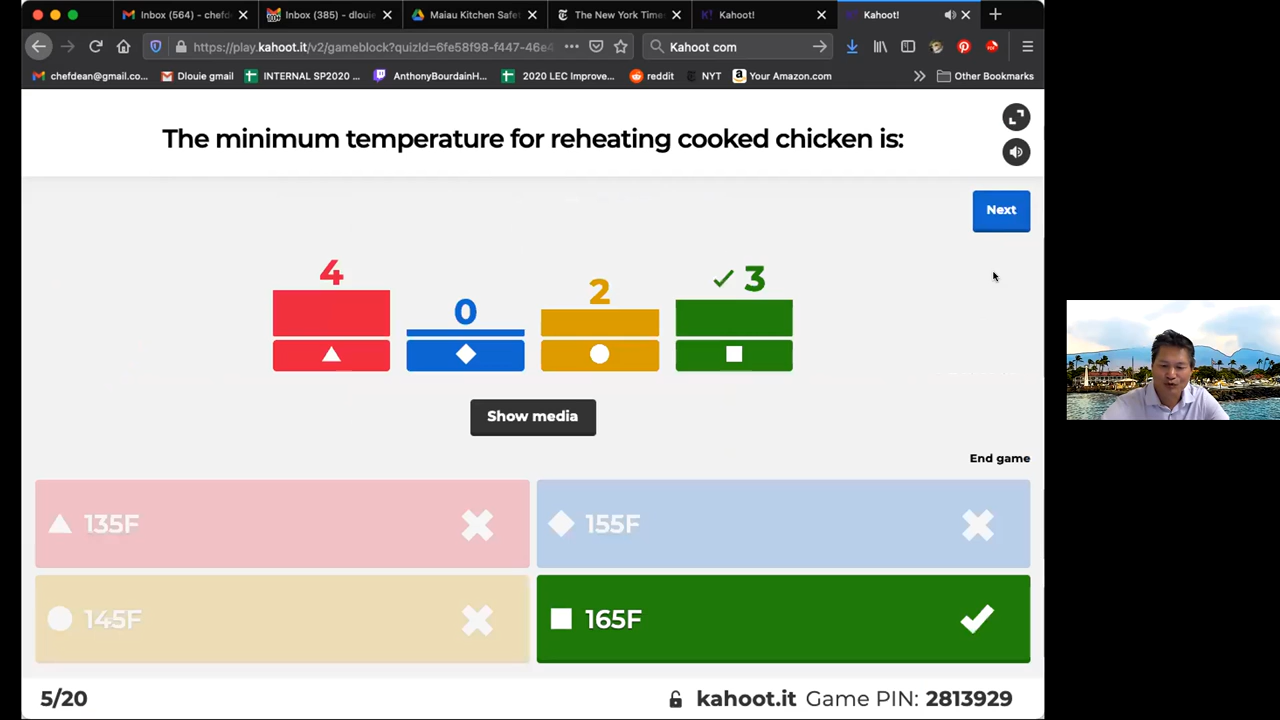 Inbox (564) - chefd
Inbox (385) - dlouie
Maiau Kitchen Safe
The New York Time
Kahoot!
Kahoot!
https://play.kahoot.it/v2/gameblock?quizId=6fe58f98-f447-46e4
Kahoot com
chefdean@gmail.co...
Dlouie gmail
INTERNAL SP2020 ...
AnthonyBourdainH...
2020 LEC Improve...
reddit
NYT
Your Amazon.com
Other Bookmarks
The minimum temperature for reheating cooked chicken is:
Next
4
0
2
3
Show media
End game
135F
155F
145F
165F
5/20
kahoot.it Game PIN: 2813929